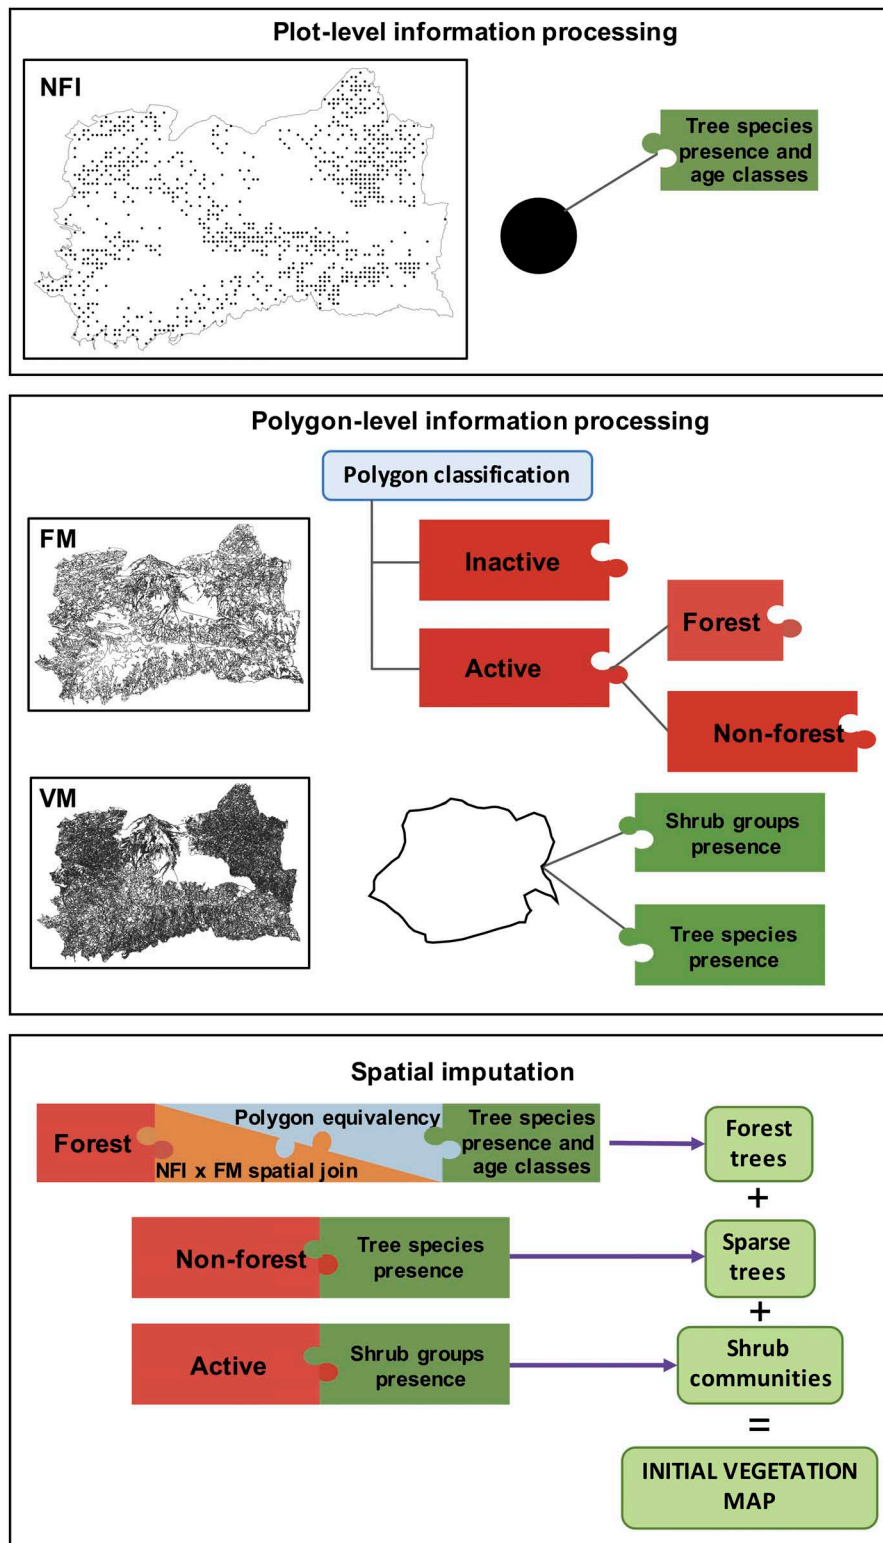 Plot-level information processing
NFI
Tree species
presence and
age classes
Polygon-level information processing
Polygon classification
FM
Inactive
Forest
Active
Non-forest
VM
Shrub groups
presence
Tree species
presence
Spatial imputation
Forest
Polygon equivalency
NFI x FM spatial join
Tree species
presence and
age classes
Forest
trees
+
Non-forest
Tree species
presence
Sparse
trees
+
Active
Shrub groups
presence
Shrub
communities
=
INITIAL VEGETATION
MAP